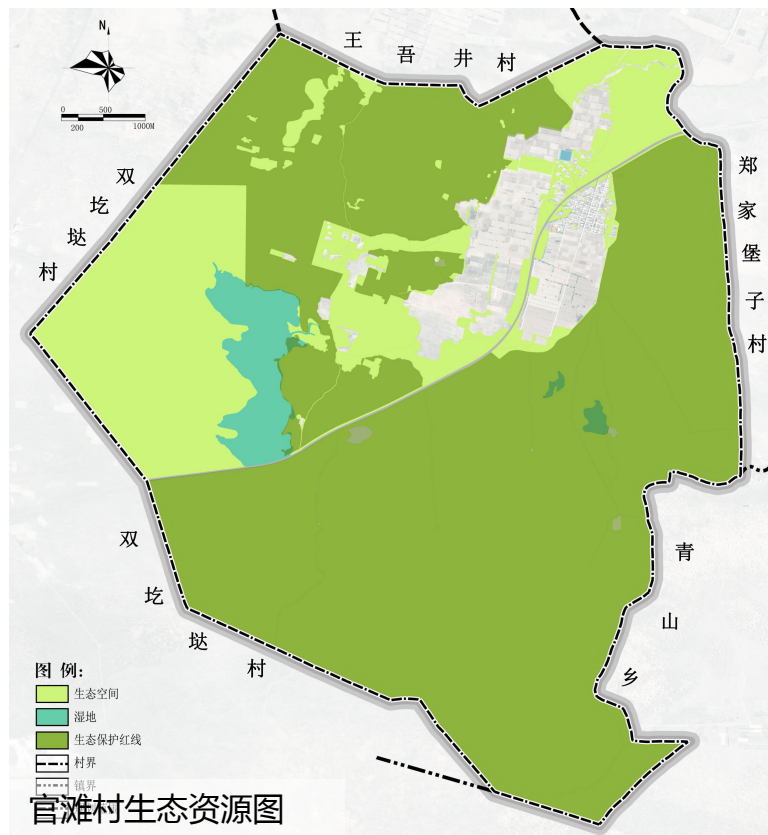 N
0 500
200 1000M
王吾井村
双圪垯村
郑家堡子村
双圪垯村
青山乡
图 例:
生态空间
湿地
生态保护红线
村界
镇界
官滩村生态资源图